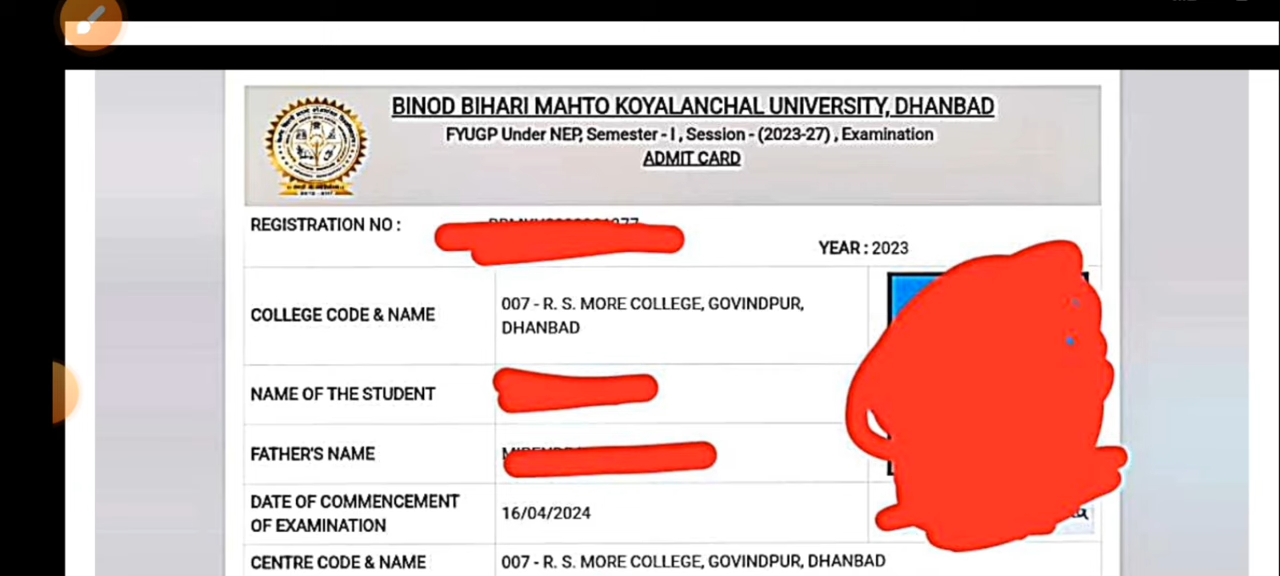 BINOD BIHARI MAHTO KOYALANCHAL UNIVERSITY, DHANBAD
FYUGP Under NEP, Semester - I , Session - (2023-27) , Examination
ADMIT CARD
REGISTRATION NO :
YEAR : 2023
COLLEGE CODE & NAME
007 - R. S. MORE COLLEGE, GOVINDPUR,
DHANBAD
NAME OF THE STUDENT
FATHER'S NAME
DATE OF COMMENCEMENT
OF EXAMINATION
16/04/2024
CENTRE CODE & NAME
007 - R. S. MORE COLLEGE, GOVINDPUR, DHANBAD